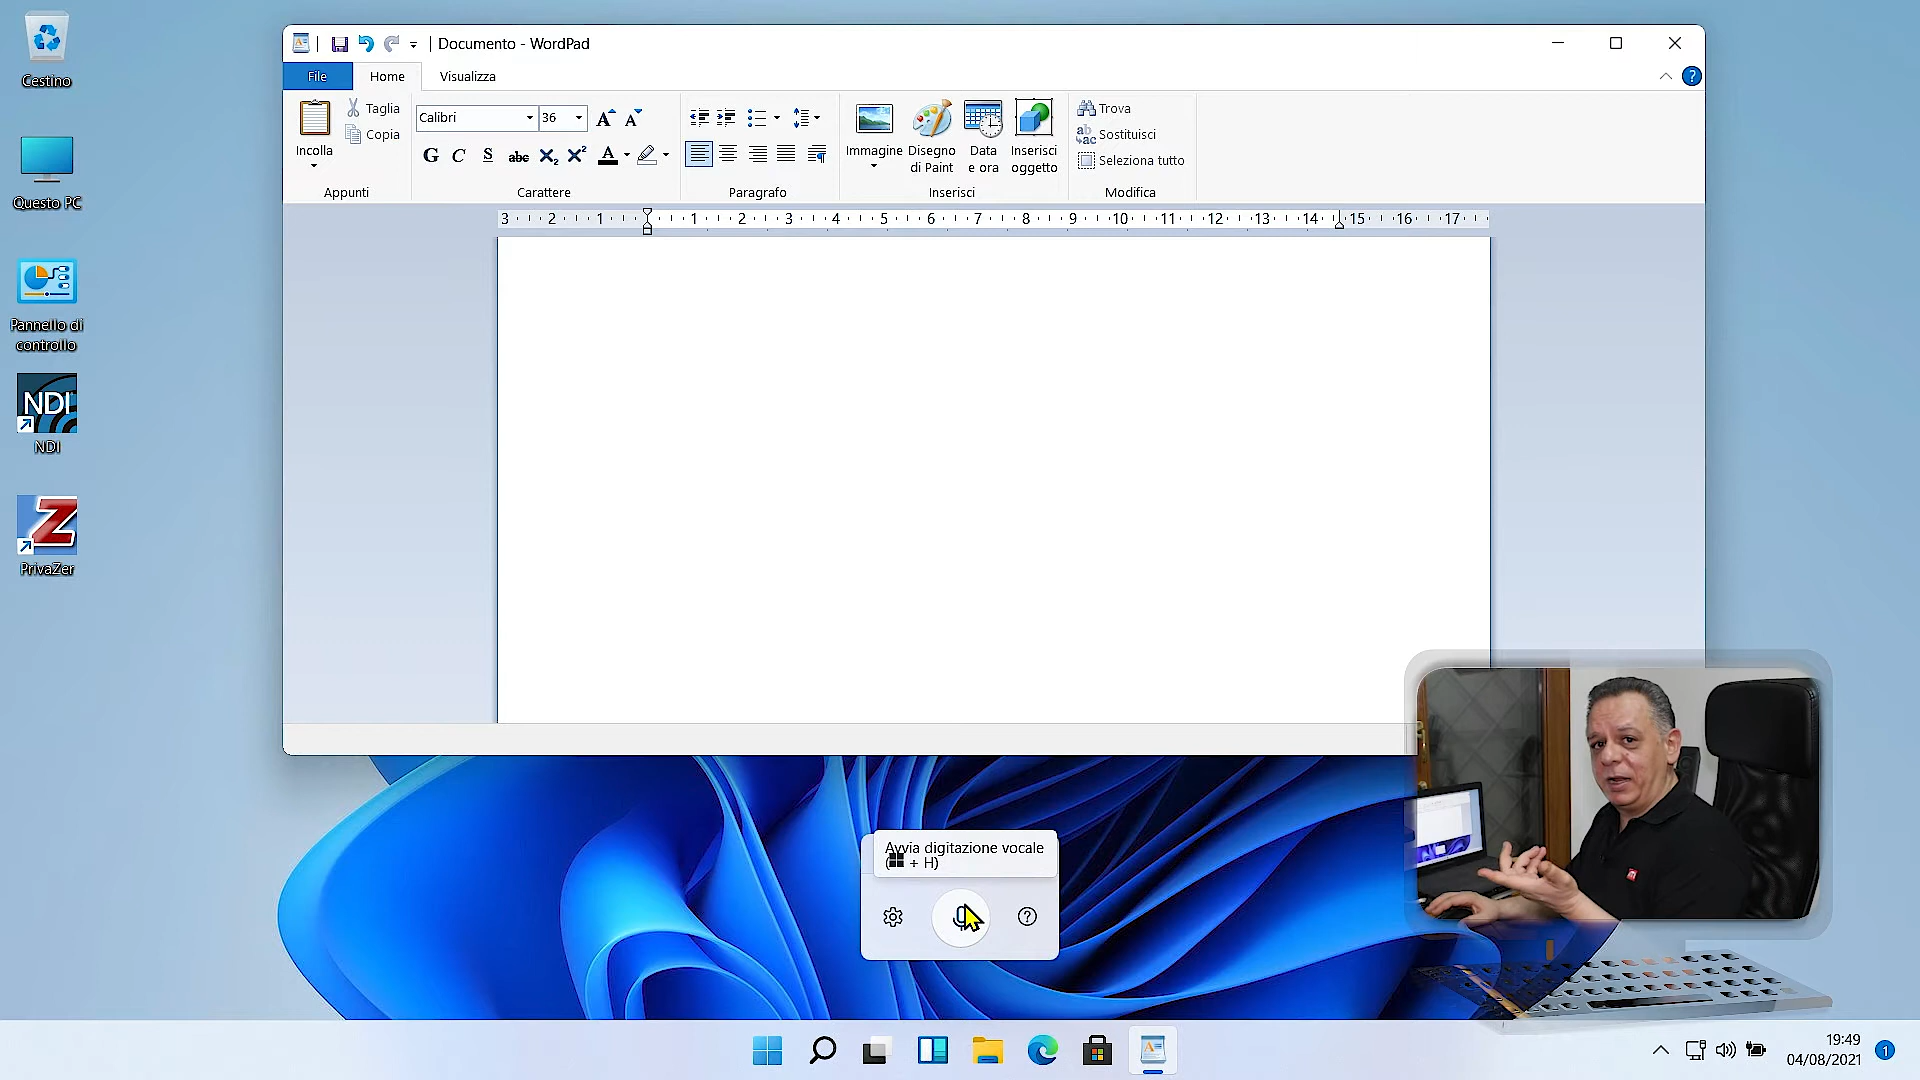 Cestino
Questo PC
Pannello di
controllo
NDI
NDI
PrivaZer
Documento - WordPad
File
Home
Visualizza
Incolla
Taglia
Copia
Appunti
Calibri
36
G C S abc X₂ X² A
Carattere
Paragrafo
Immagine
Disegno
di Paint
Data
e ora
Inserisci
oggetto
Inserisci
Trova
Sostituisci
Seleziona tutto
Modifica
3 2 1 1 2 3 4 5 6 7 8 9 10 11 12 13 14 15 16 17
Avvia digitazione vocale
( + H)
19:49
04/08/2021
1